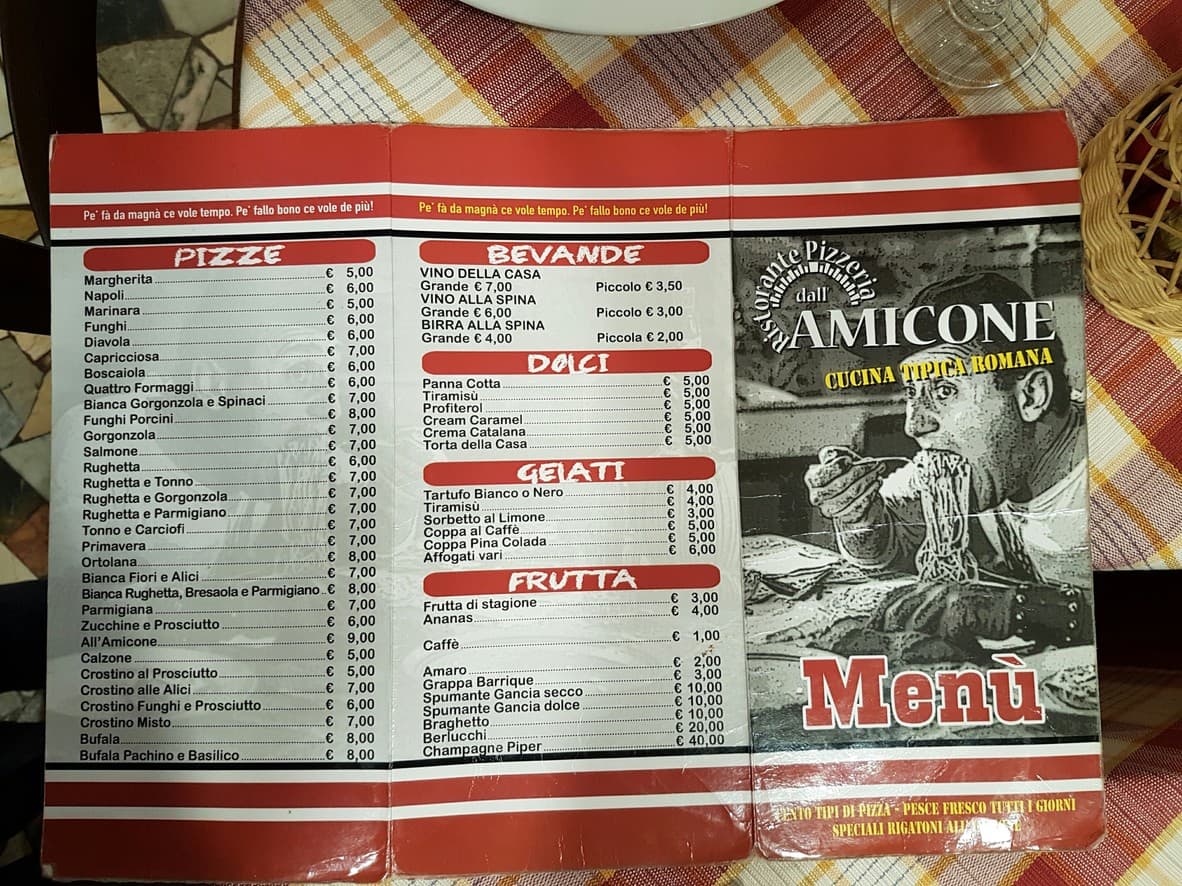 Pe' fà da magnà ce vole tempo. Pe' fallo bono ce vole de più!
PIZZE
Margherita € 5,00
Napoli € 6,00
Marinara € 5,00
Funghi € 6,00
Diavola € 6,00
Capricciosa € 7,00
Boscaiola € 6,00
Quattro Formaggi € 6,00
Bianca Gorgonzola e Spinaci € 7,00
Funghi Porcini € 8,00
Gorgonzola € 7,00
Salmone € 7,00
Rughetta € 6,00
Rughetta e Tonno € 7,00
Rughetta e Gorgonzola € 7,00
Rughetta e Parmigiano € 7,00
Tonno e Carciofi € 7,00
Primavera € 7,00
Ortolana € 8,00
Bianca Fiori e Alici € 7,00
Bianca Rughetta, Bresaola e Parmigiano € 8,00
Parmigiana € 7,00
Zucchine e Prosciutto € 6,00
All'Amicone € 9,00
Calzone € 5,00
Crostino al Prosciutto € 5,00
Crostino alle Alici € 7,00
Crostino Funghi e Prosciutto € 6,00
Crostino Misto € 7,00
Bufala € 8,00
Bufala Pachino e Basilico € 8,00
Pe' fà da magnà ce vole tempo. Pe' fallo bono ce vole de più!
BEVANDE
VINO DELLA CASA
Grande € 7,00 Piccolo € 3,50
VINO ALLA SPINA
Grande € 6,00 Piccolo € 3,00
BIRRA ALLA SPINA
Grande € 4,00 Piccola € 2,00
DOLCI
Panna Cotta € 5,00
Tiramisù € 5,00
Profiterol € 5,00
Cream Caramel € 5,00
Crema Catalana € 5,00
Torta della Casa € 5,00
GELATI
Tartufo Bianco o Nero € 4,00
Tiramisù € 4,00
Sorbetto al Limone € 3,00
Coppa al Caffè € 5,00
Coppa Pina Colada € 5,00
Affogati vari € 6,00
FRUTTA
Frutta di stagione € 3,00
Ananas € 4,00
Caffè € 1,00
Amaro € 2,00
Grappa Barrique € 3,00
Spumante Gancia secco € 10,00
Spumante Gancia dolce € 10,00
Braghetto € 10,00
Berlucchi € 20,00
Champagne Piper € 40,00
Ristorante Pizzeria
dall'
AMICONE
CUCINA TIPICA ROMANA
Menù
CENTO TIPI DI PIZZA - PESCE FRESCO TUTTI I GIORNI
SPECIALI RIGATONI ALL'AMICONE